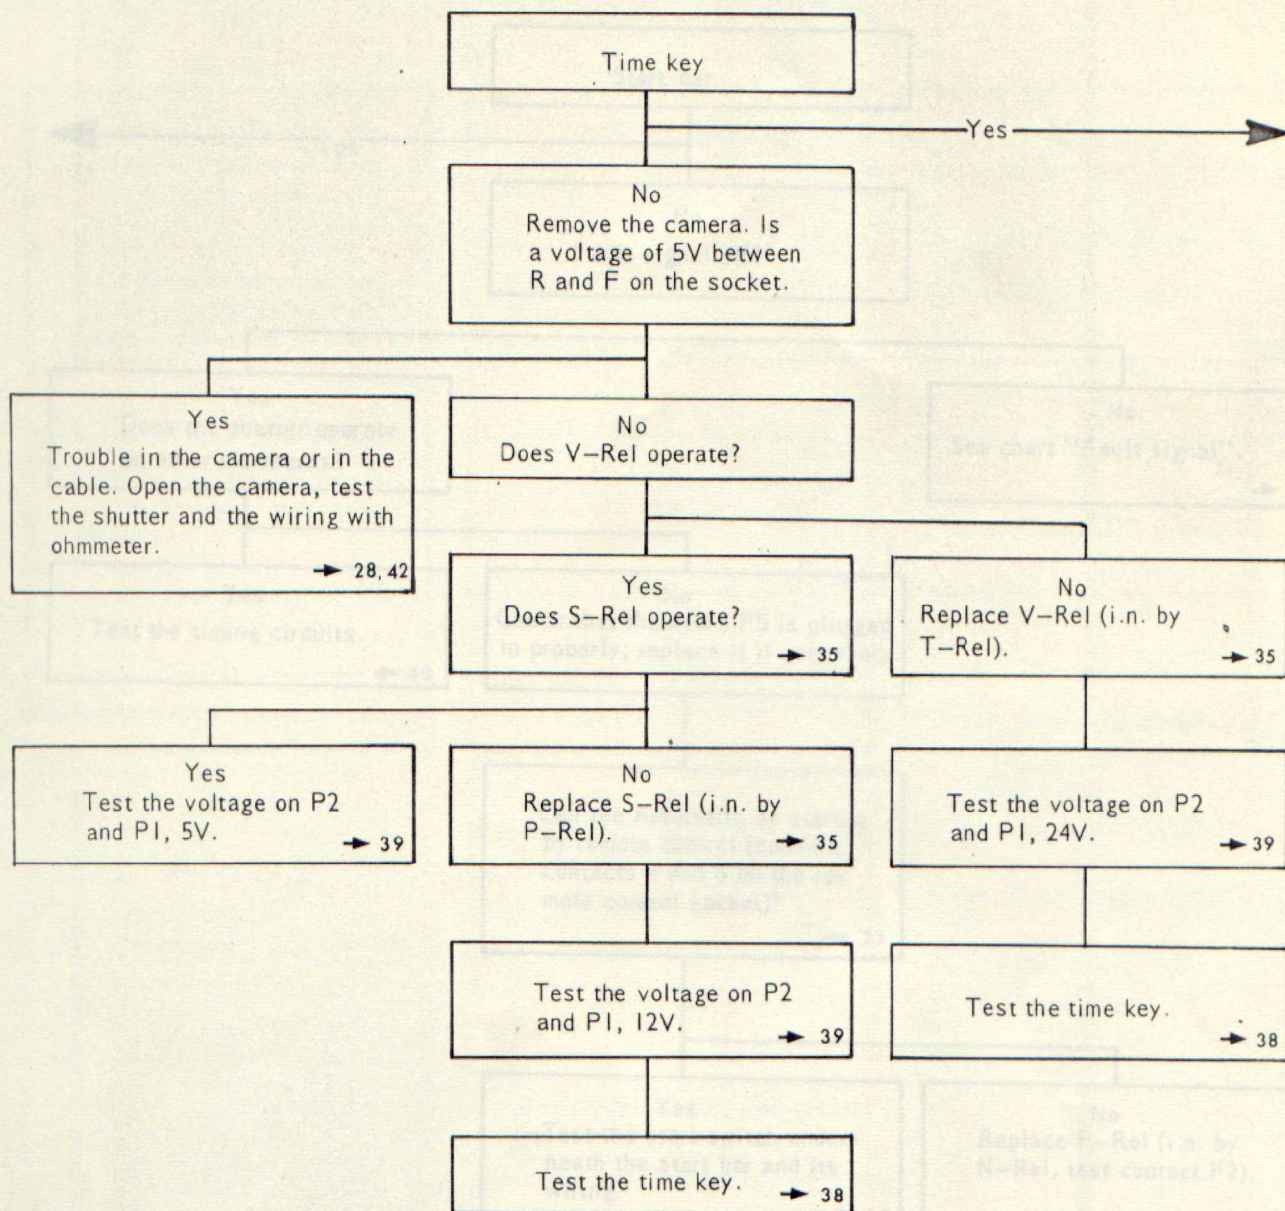 Time key
Yes
No
Remove the camera. Is
a voltage of 5V between
R and F on the socket.
Yes
Trouble in the camera or in the
cable. Open the camera, test
the shutter and the wiring with
ohmmeter.
→ 28, 42
No
Does V-Rel operate?
Yes
Does S-Rel operate?
→ 35
No
Replace V-Rel (i.n. by
T-Rel).
→ 35
Yes
Test the voltage on P2
and P1, 5V.
→ 39
No
Replace S-Rel (i.n. by
P-Rel).
→ 35
Test the voltage on P2
and P1, 24V.
→ 39
Test the voltage on P2
and P1, 12V.
→ 39
Test the time key.
→ 38
Test the time key.
→ 38